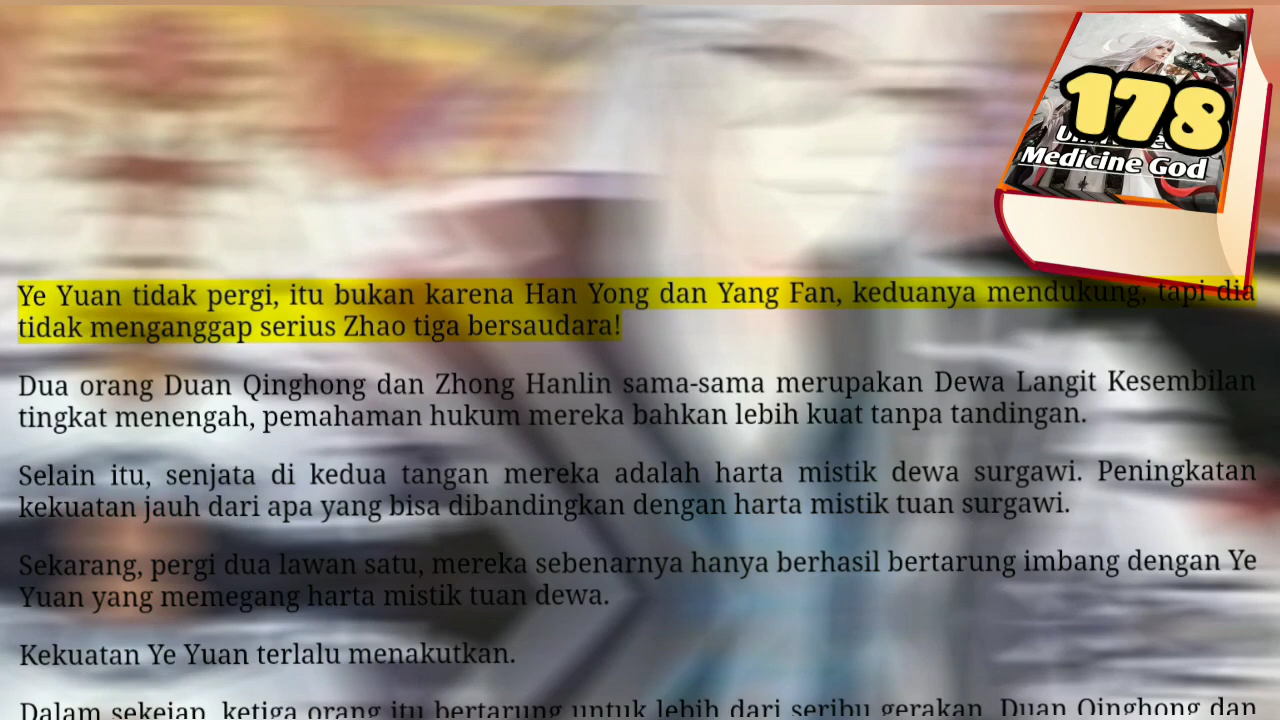 178
Medicine God
Ye Yuan tidak pergi, itu bukan karena Han Yong dan Yang Fan, keduanya mendukung, tapi dia
tidak menganggap serius Zhao tiga bersaudara!
Dua orang Duan Qinghong dan Zhong Hanlin sama-sama merupakan Dewa Langit Kesembilan
tingkat menengah, pemahaman hukum mereka bahkan lebih kuat tanpa tandingan.
Selain itu, senjata di kedua tangan mereka adalah harta mistik dewa surgawi. Peningkatan
kekuatan jauh dari apa yang bisa dibandingkan dengan harta mistik tuan surgawi.
Sekarang, pergi dua lawan satu, mereka sebenarnya hanya berhasil bertarung imbang dengan Ye
Yuan yang memegang harta mistik tuan dewa.
Kekuatan Ye Yuan terlalu menakutkan.
Dalam sekejap, ketiga orang itu bertarung untuk lebih dari seribu gerakan. Duan Qinghong dan